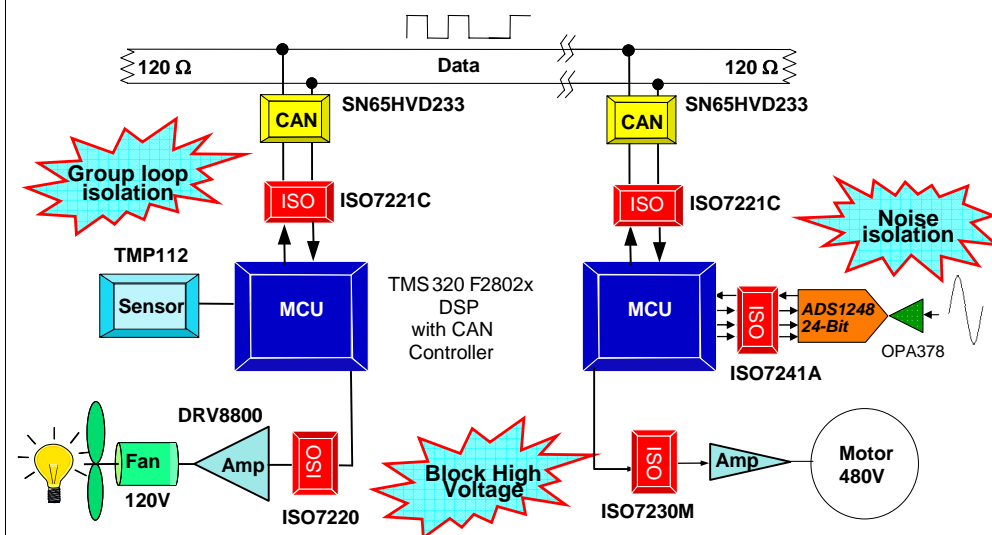 120 Ω
Data
120 Ω
SN65HVD233
SN65HVD233
CAN
CAN
Group loop
isolation
ISO
ISO7221C
ISO
ISO7221C
Noise
isolation
TMP112
Sensor
MCU
TMS 320 F2802x
DSP
with CAN
Controller
MCU
ISO
ADS1248
24-Bit
OPA378
ISO7241A
DRV8800
Fan
120V
Amp
ISO
ISO7220
Block High
Voltage
ISO
ISO7230M
Amp
Motor
480V